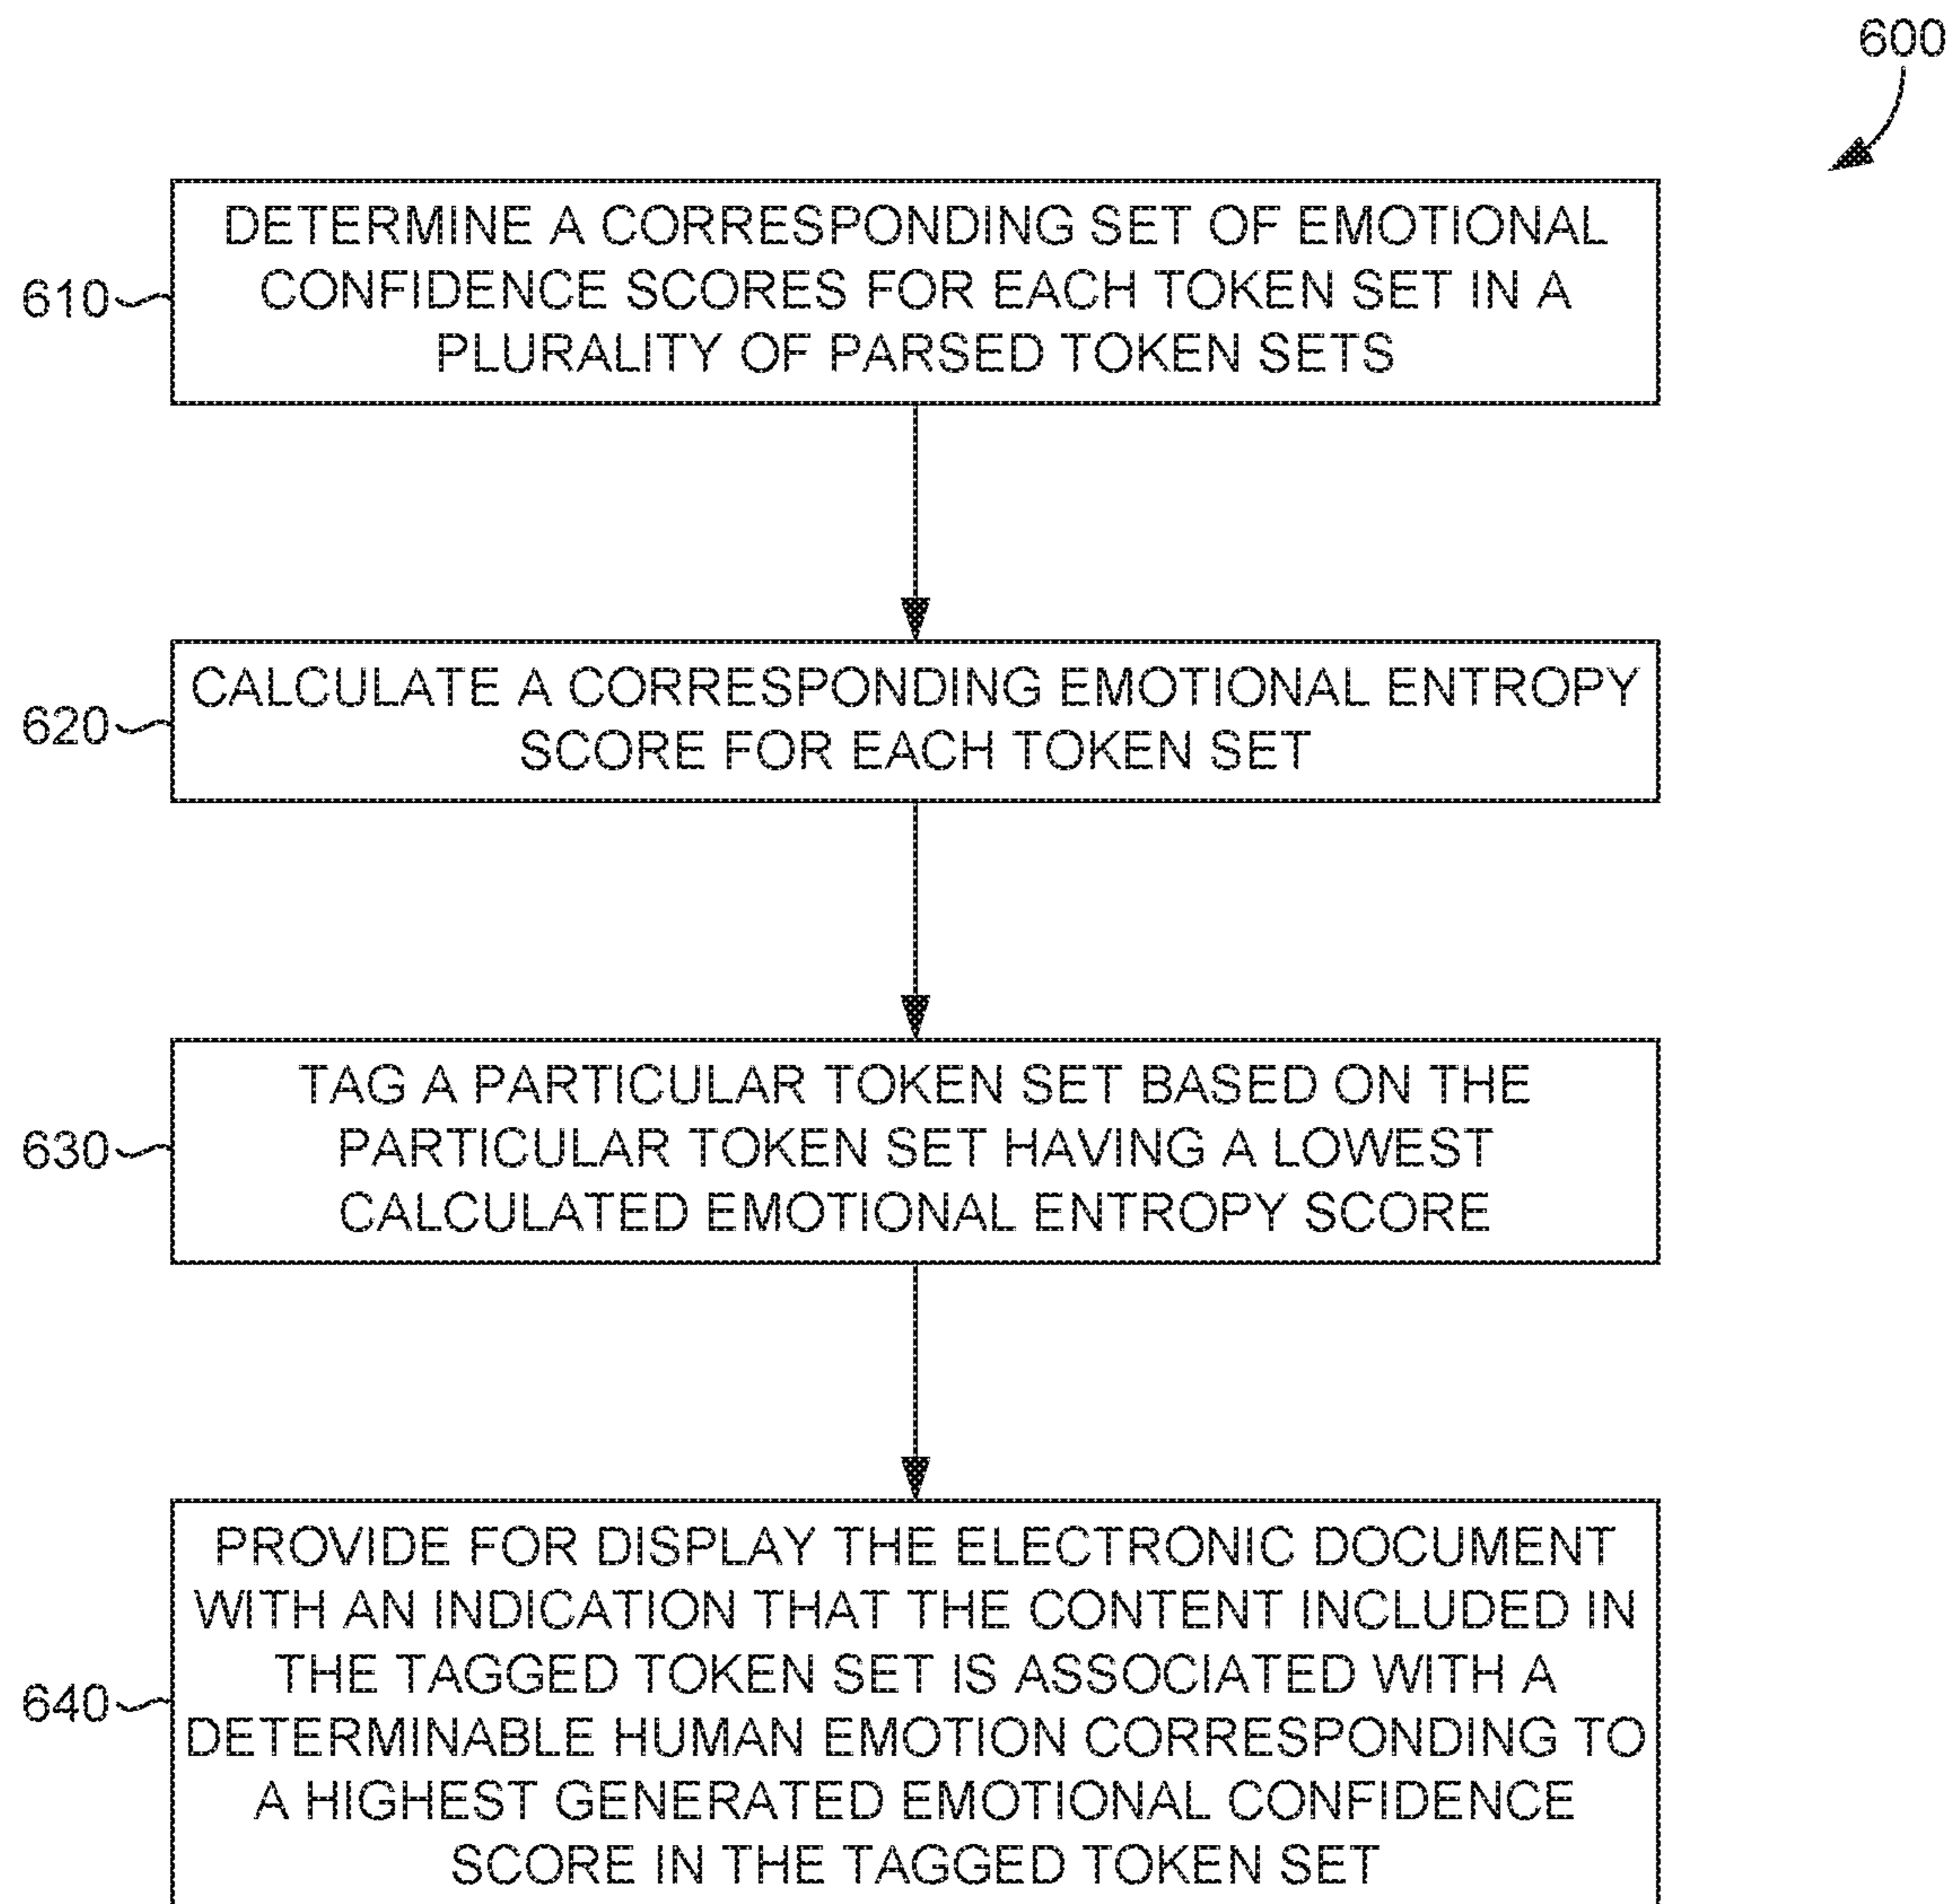 600
DETERMINE A CORRESPONDING SET OF EMOTIONAL
CONFIDENCE SCORES FOR EACH TOKEN SET IN A
PLURALITY OF PARSED TOKEN SETS
610
CALCULATE A CORRESPONDING EMOTIONAL ENTROPY
SCORE FOR EACH TOKEN SET
620
TAG A PARTICULAR TOKEN SET BASED ON THE
PARTICULAR TOKEN SET HAVING A LOWEST
CALCULATED EMOTIONAL ENTROPY SCORE
630
PROVIDE FOR DISPLAY THE ELECTRONIC DOCUMENT
WITH AN INDICATION THAT THE CONTENT INCLUDED IN
THE TAGGED TOKEN SET IS ASSOCIATED WITH A
DETERMINABLE HUMAN EMOTION CORRESPONDING TO
A HIGHEST GENERATED EMOTIONAL CONFIDENCE
SCORE IN THE TAGGED TOKEN SET
640